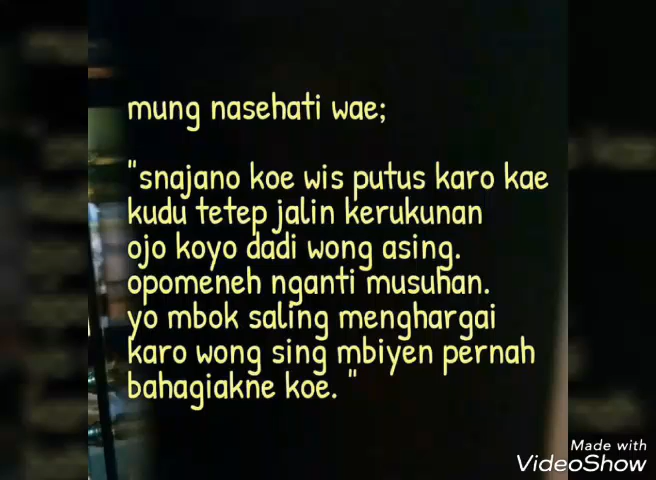 mung nasehati wae;
"snajano koe wis putus karo kae
kudu tetep jalin kerukunan
ojo koyo dadi wong asing.
opomeneh nganti musuhan.
yo mbok saling menghargai
karo wong sing mbiyen pernah
bahagiakne koe. "
Made with
VideoShow